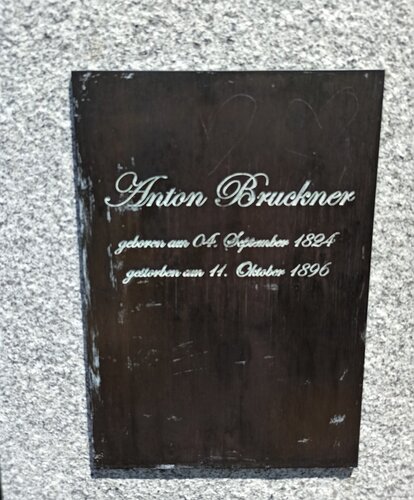 Anton Bruckner
geboren am 04. September 1824
gestorben am 11. Oktober 1896